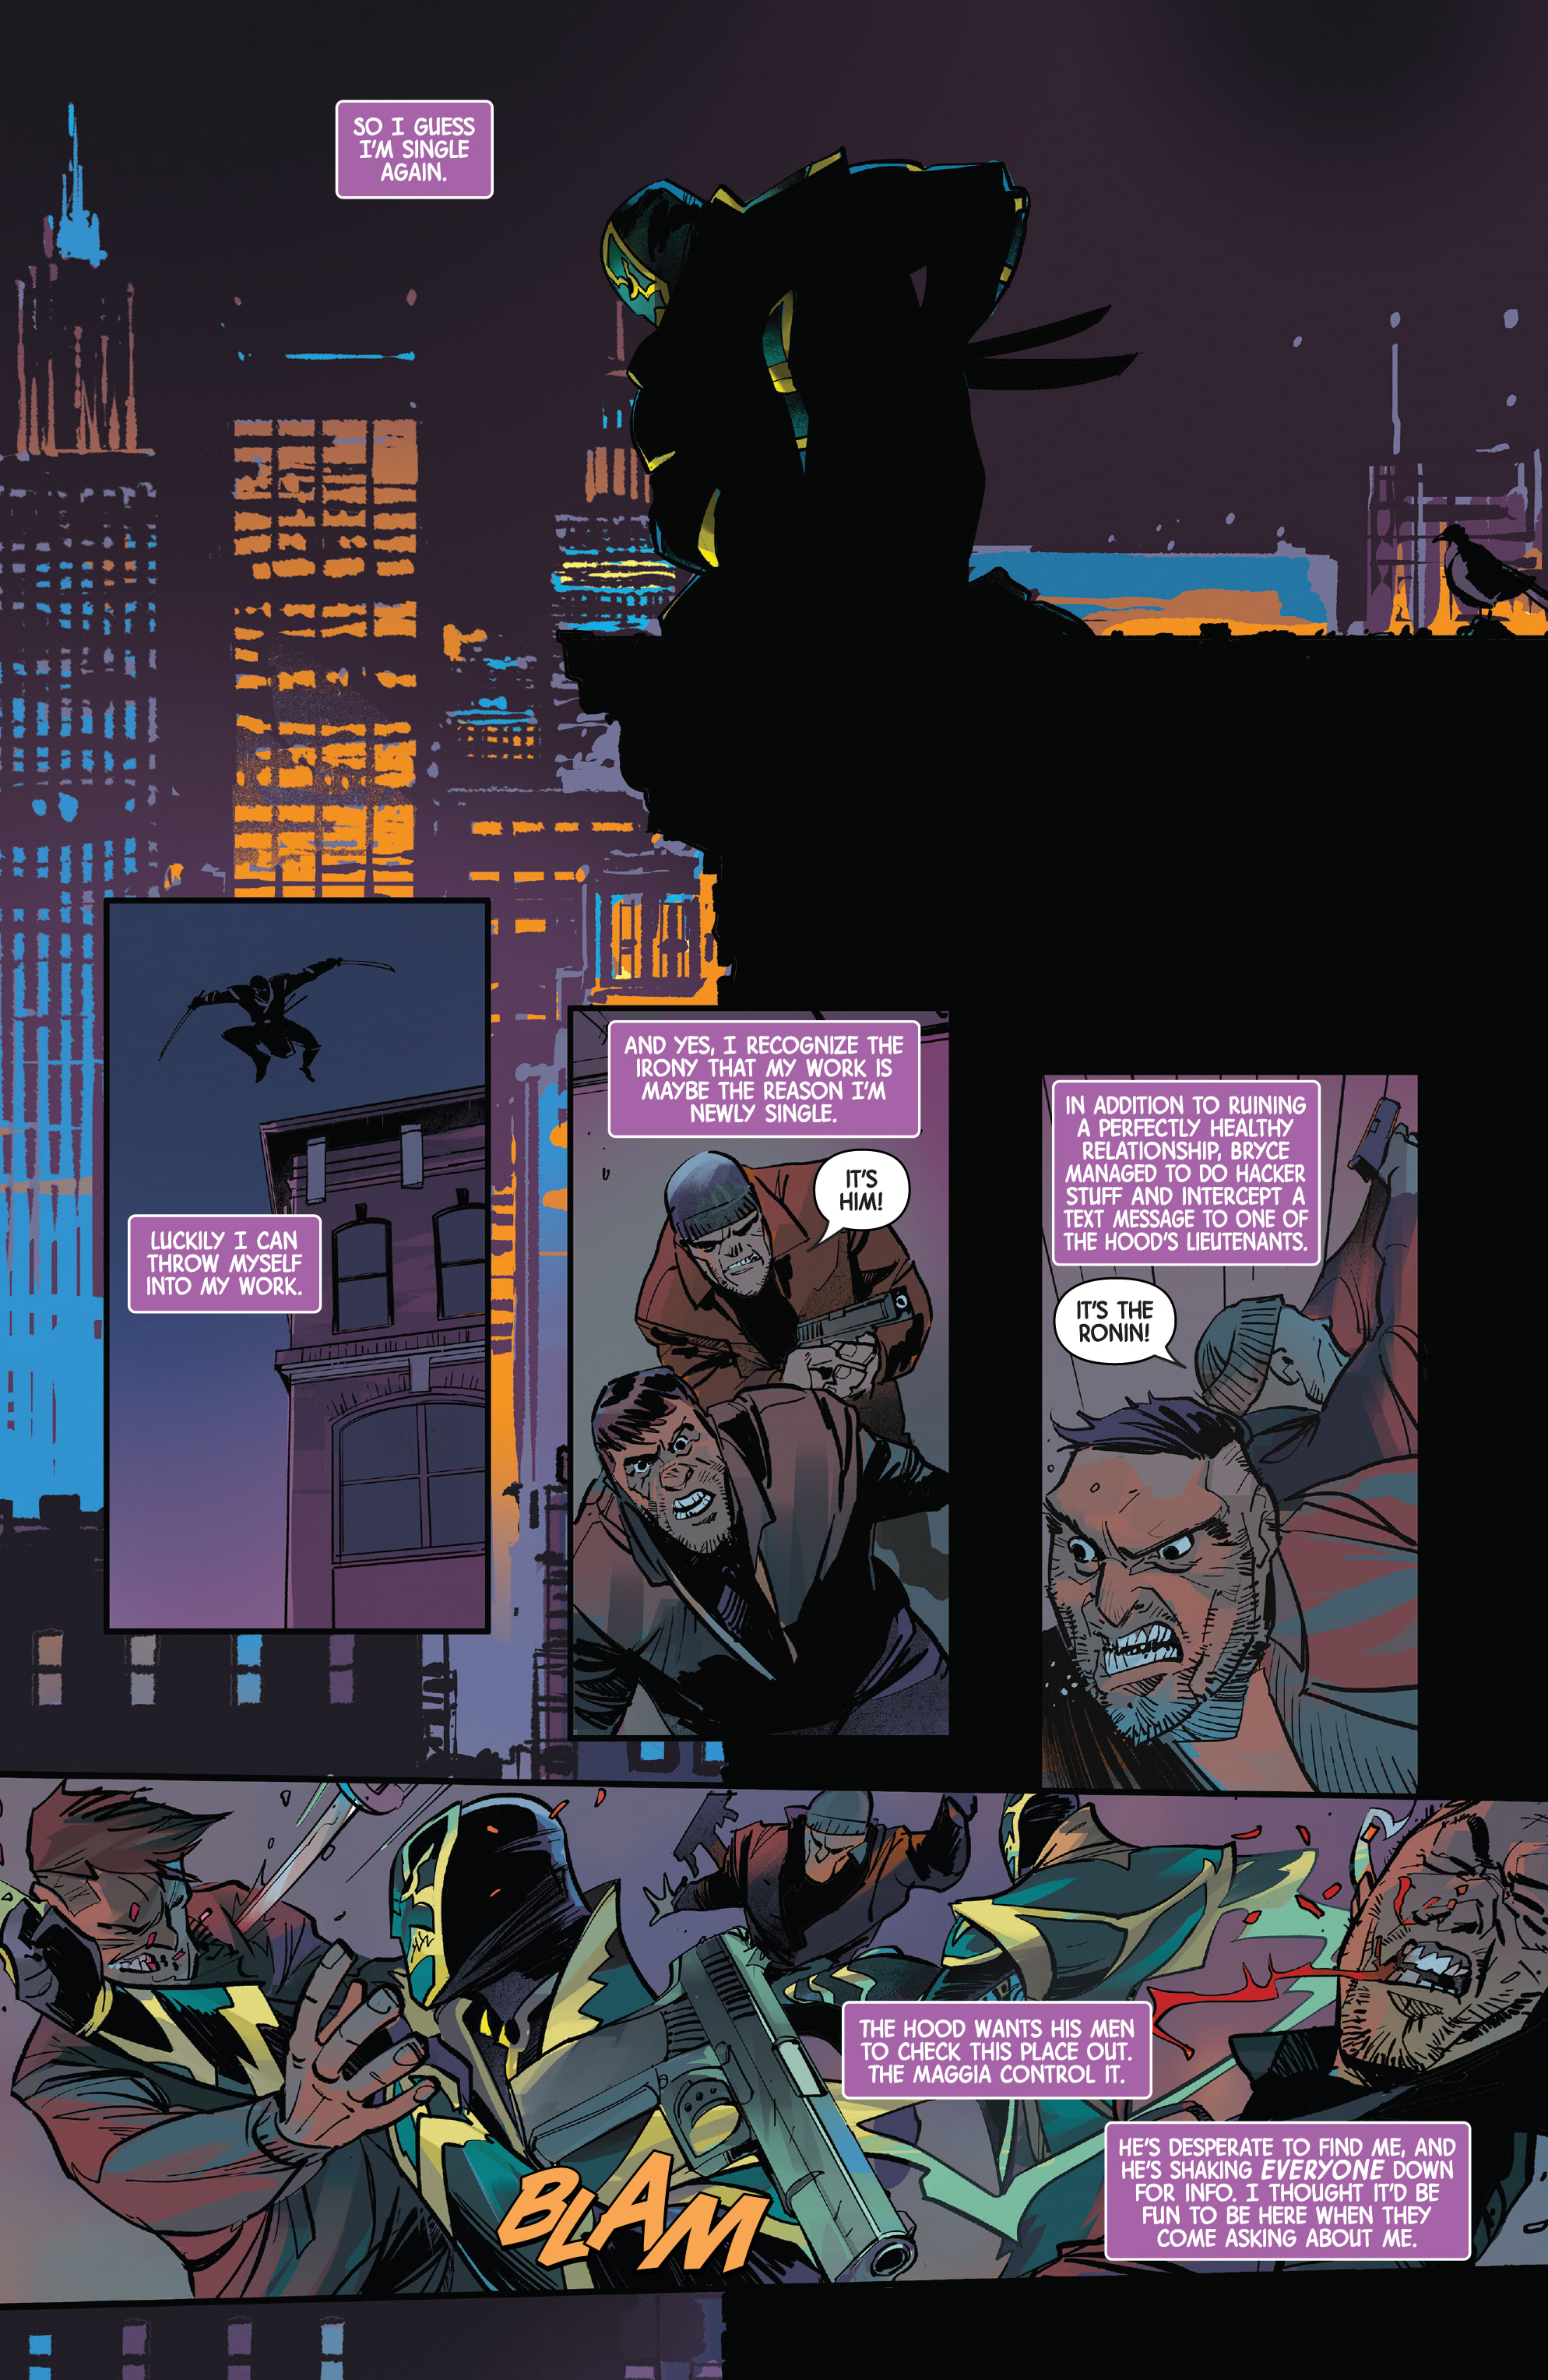 SO I GUESS
I'M SINGLE
AGAIN.
LUCKILY I CAN
THROW MYSELF
INTO MY WORK.
AND YES, I RECOGNIZE THE
IRONY THAT MY WORK IS
MAYBE THE REASON I'M
NEWLY SINGLE.
IT'S
HIM!
IN ADDITION TO RUINING
A PERFECTLY HEALTHY
RELATIONSHIP, BRYCE
MANAGED TO DO HACKER
STUFF AND INTERCEPT A
TEXT MESSAGE TO ONE OF
THE HOOD'S LIEUTENANTS.
IT'S THE
RONIN!
THE HOOD WANTS HIS MEN
TO CHECK THIS PLACE OUT.
THE MAGGIA CONTROL IT.
BLAM
HE'S DESPERATE TO FIND ME, AND
HE'S SHAKING EVERYONE DOWN
FOR INFO. I THOUGHT IT'D BE
FUN TO BE HERE WHEN THEY
COME ASKING ABOUT ME.